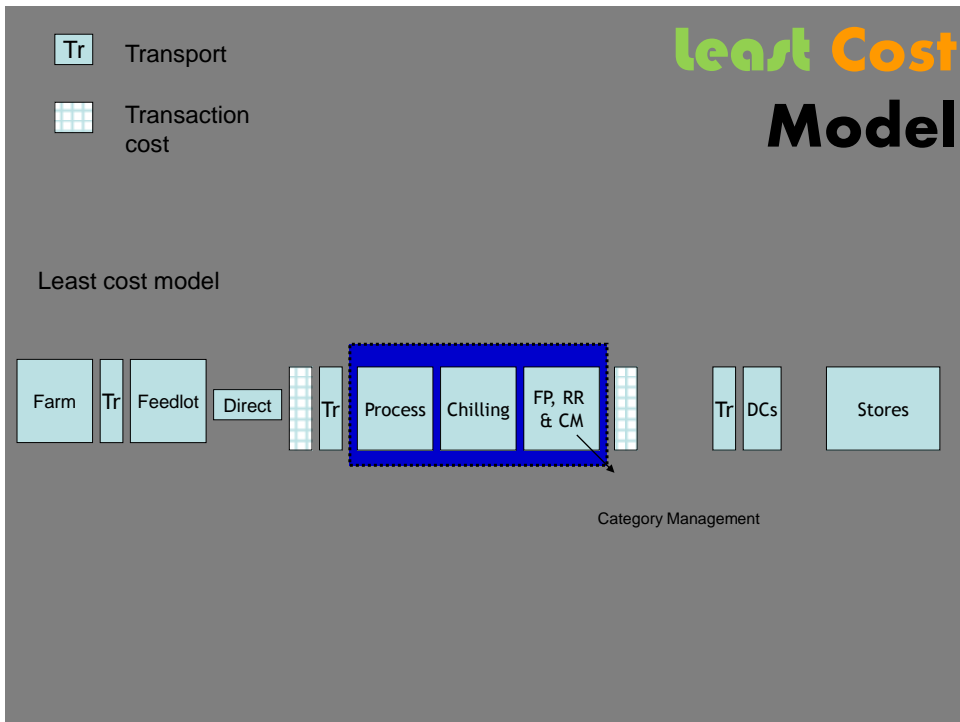 Tr
Transport
Least Cost
Model
Transaction
cost
Least cost model
Farm
Tr
Feedlot
Direct
Tr
Process
Chilling
FP, RR
& CM
Tr
DCs
Stores
Category Management